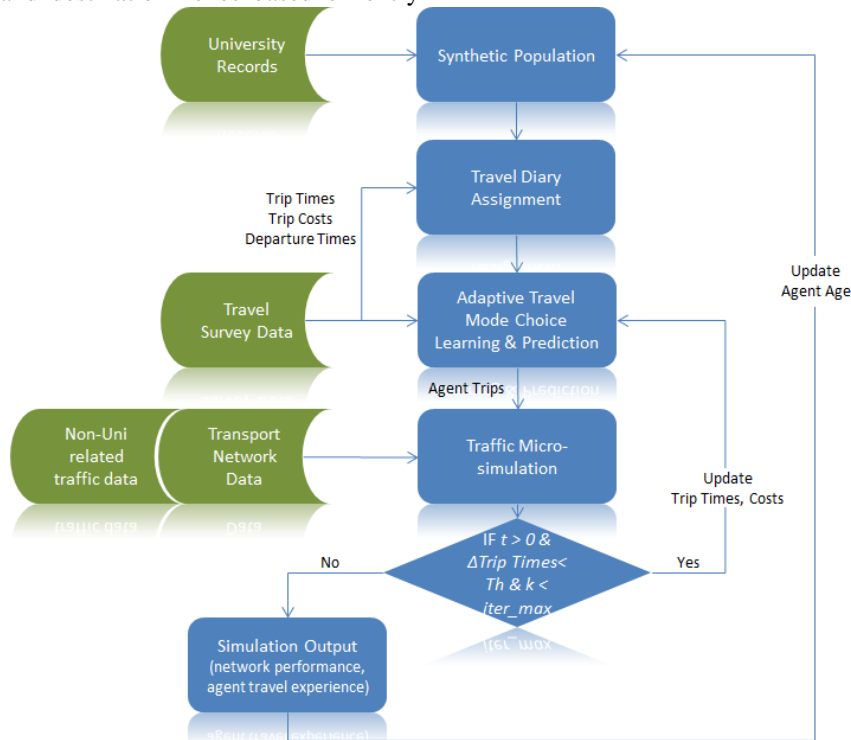 University
Records
Synthetic Population
Travel Diary
Assignment
Trip Times
Trip Costs
Departure Times
Update
Agent Age
Travel
Survey Data
Adaptive Travel
Mode Choice
Learning & Prediction
Agent Trips
Non-Uni
related
traffic data
Transport
Network
Data
Traffic Micro-
simulation
Update
Trip Times, Costs
IF t > 0 &
ΔTrip Times<
Th & k <
iter_max
No
Yes
Simulation Output
(network performance,
agent travel experience)